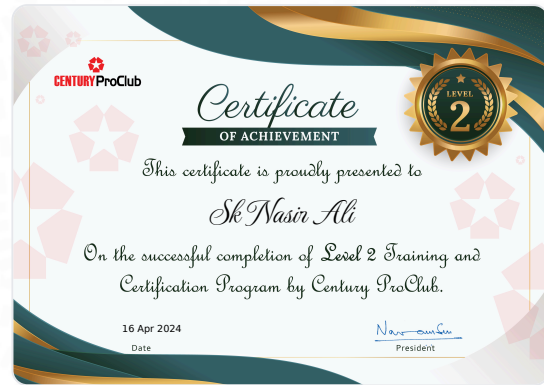 CENTURY ProClub
Certificate
OF ACHIEVEMENT
LEVEL
2
This certificate is proudly presented to
Sk Nasir Ali
On the successful completion of Level 2 Training and
Certification Program by Century ProClub.
16 Apr 2024
Date
President